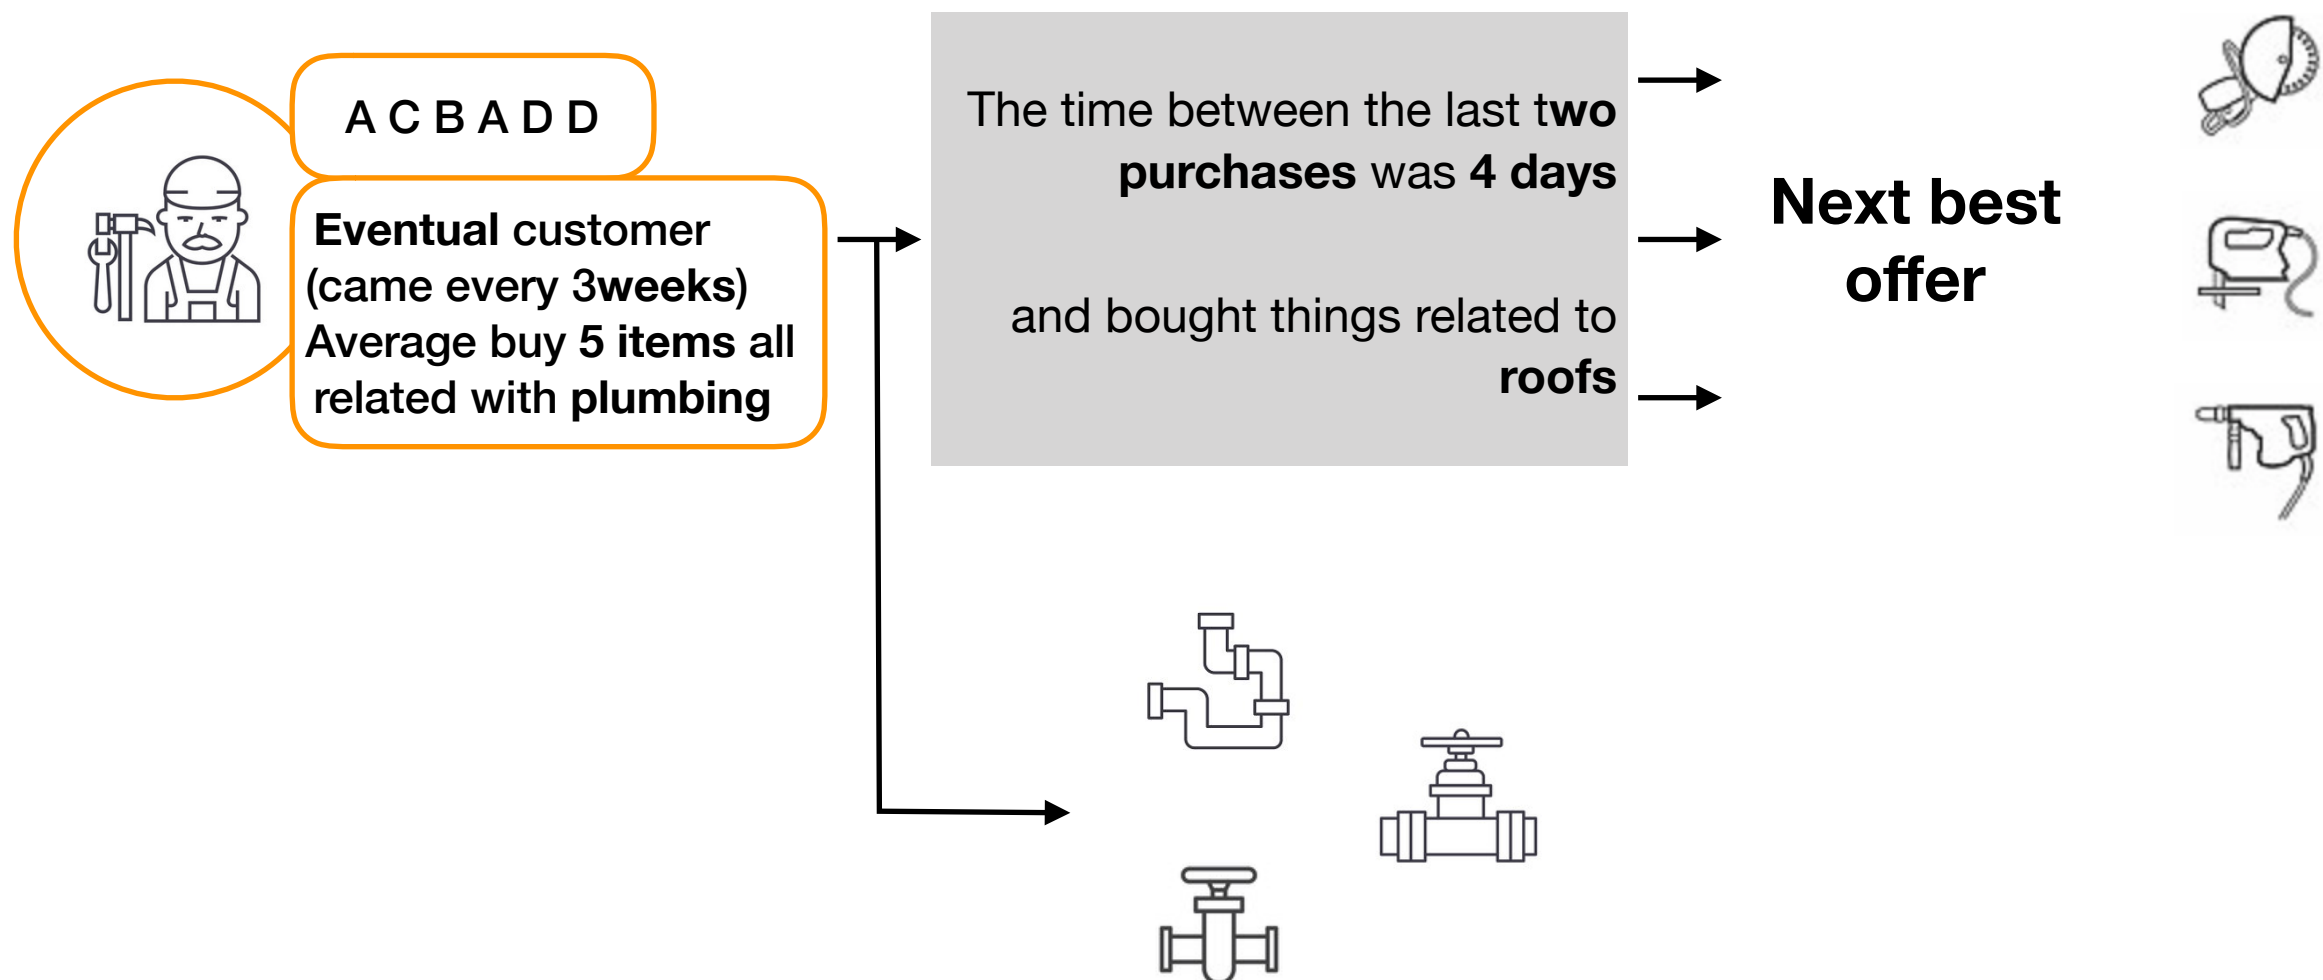 A C B A D D
Eventual customer
(came every 3weeks)
Average buy 5 items all
related with plumbing
The time between the last two
purchases was 4 days
and bought things related to
roofs
Next best
offer